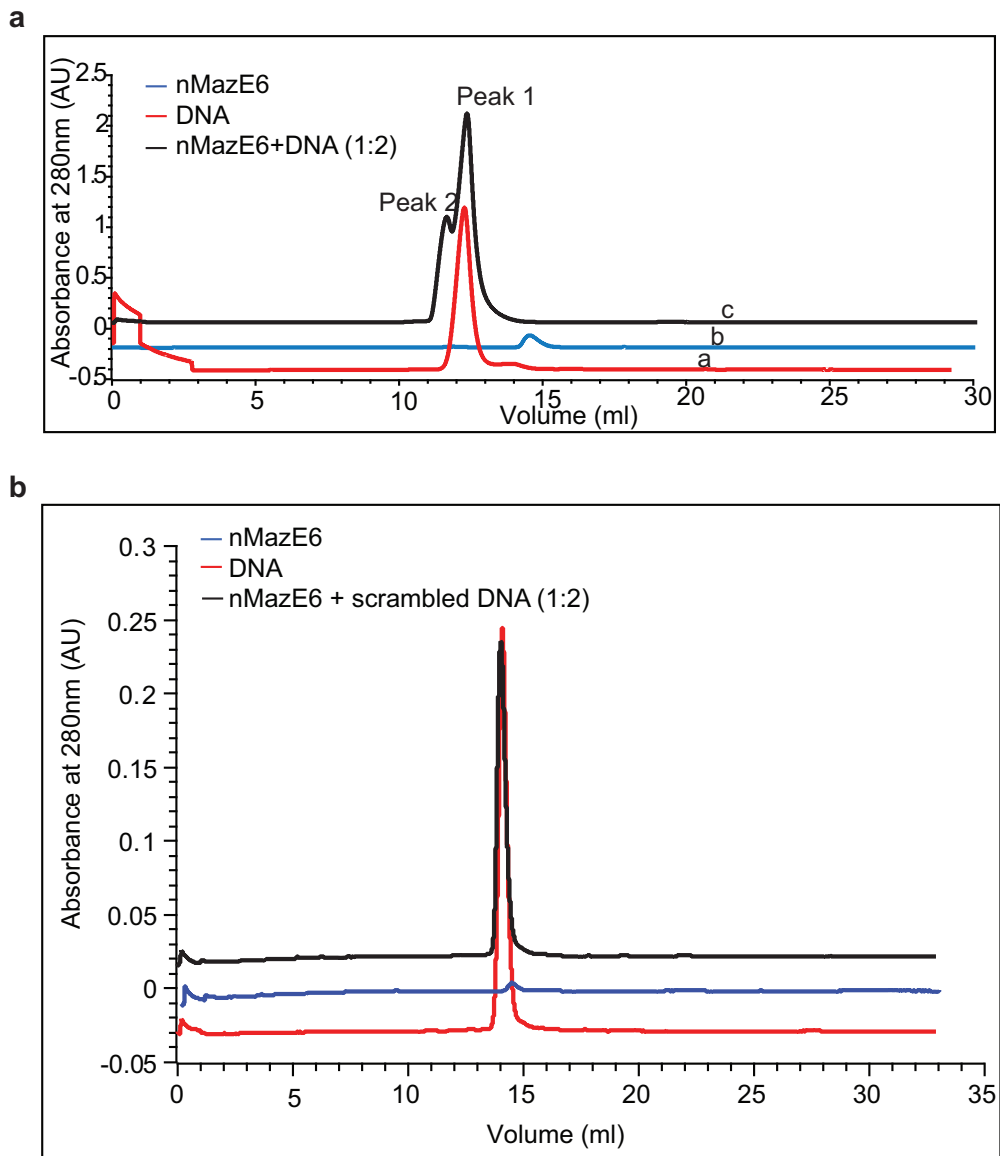 a
2.5
2
1.5
1
0.5
0
-05
Absorbance at 280nm (AU)
nMazE6
DNA
nMazE6+DNA (1:2)
Peak 1
Peak 2
c
b
a
0 5 10 15 20 25 30
Volume (ml)
b
nMazE6
DNA
nMazE6 + scrambled DNA (1:2)
0.3
0.25
0.2
0.15
0.1
0.05
0
-0.05
Absorbance at 280nm (AU)
0 5 10 15 20 25 30 35
Volume (ml)